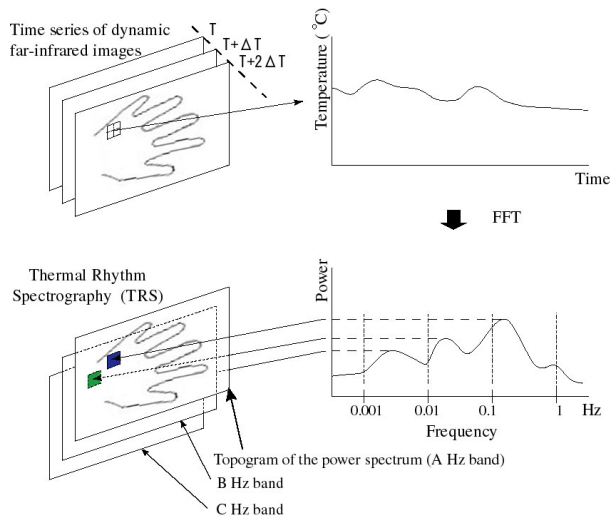 Time series of dynamic
far-infrared images
T
T+ΔT
T+2ΔT
Temperature (°C)
Time
FFT
Thermal Rhythm
Spectrography (TRS)
Power
0.001
0.01
0.1
1
Hz
Frequency
Topogram of the power spectrum (A Hz band)
B Hz band
C Hz band